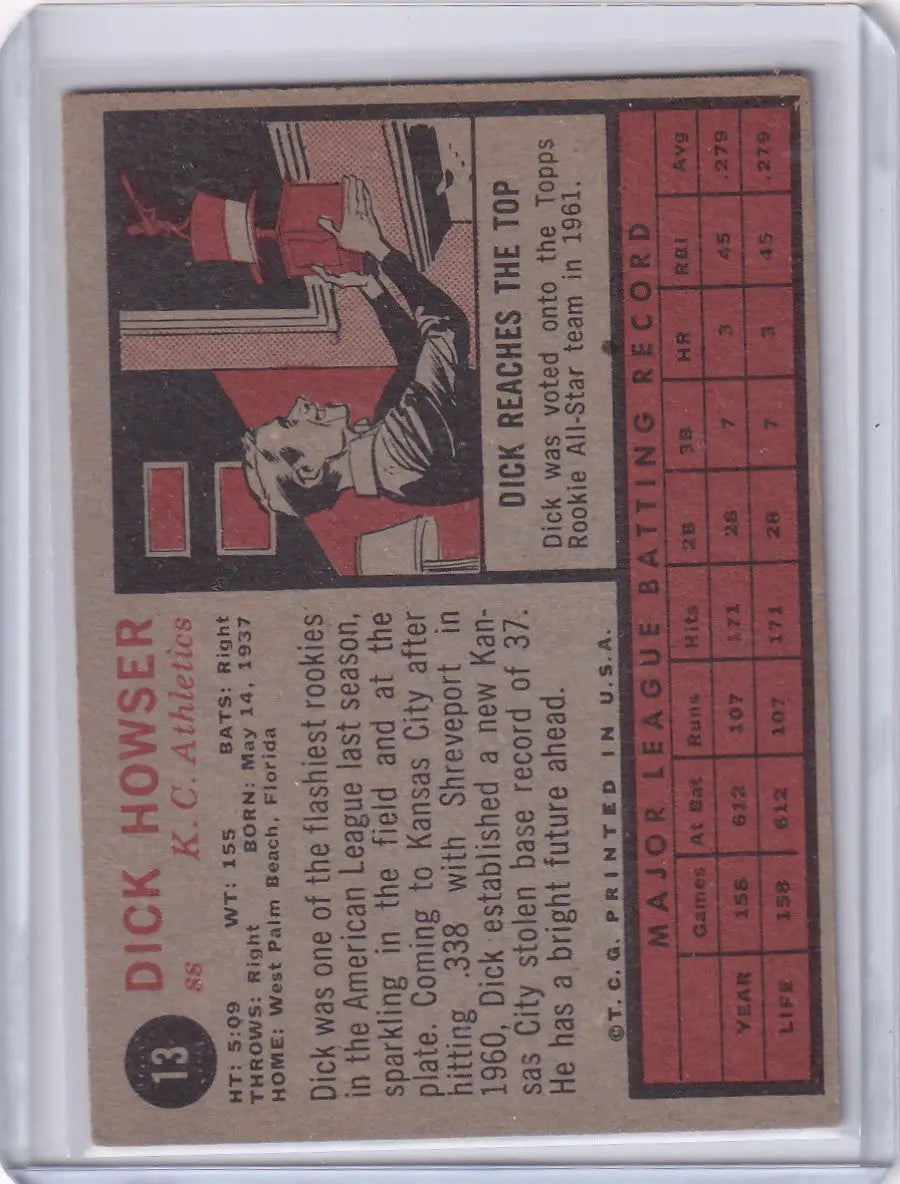 13
DICK HOWSER
ss K. C. Athletics
HT: 5:09 WT: 155 BATS: Right
THROWS: Right BORN: May 14, 1937
HOME: West Palm Beach, Florida
Dick was one of the flashiest rookies
in the American League last season,
sparkling in the field and at the
plate. Coming to Kansas City after
hitting .338 with Shreveport in
1960, Dick established a new Kan-
sas City stolen base record of 37.
He has a bright future ahead.
©T. C. G. PRINTED IN U.S.A.
DICK REACHES THE TOP
Dick was voted onto the Topps
Rookie All-Star team in 1961.
MAJOR LEAGUE BATTING RECORD
Games At Bat Runs Hits 2B 3B HR RBI Avg
YEAR 158 612 107 171 28 7 3 45 .279
LIFE 158 612 107 171 28 7 3 45 .279